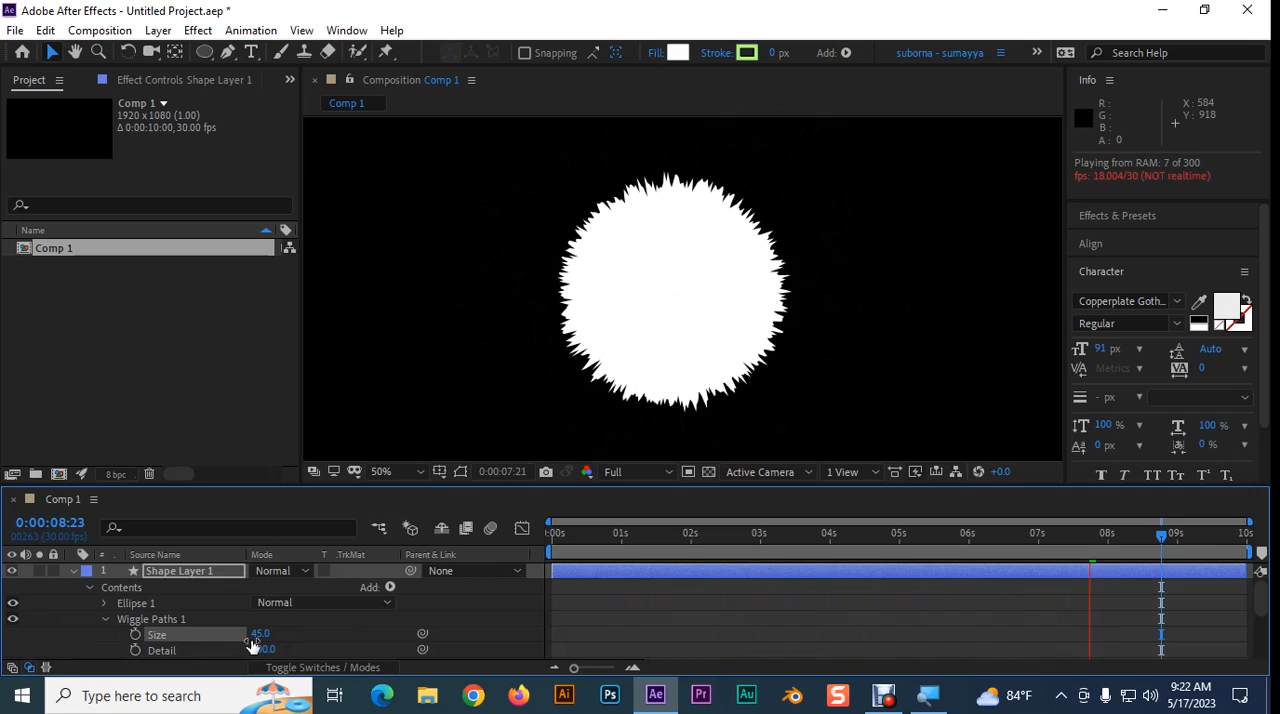 Adobe After Effects - Untitled Project.aep *
File Edit Composition Layer Effect Animation View Window Help
Snapping Fill: Stroke: 0 px Add: suborna - sumayya Search Help
Project Effect Controls Shape Layer 1 Composition Comp 1 Info
Comp 1
1920 x 1080 (1.00)
Δ 0:00:10:00, 30.00 fps
Comp 1
R: X: 584
G: Y: 918
B:
A: 0
Playing from RAM: 7 of 300
fps: 18.004/30 (NOT realtime)
Effects & Presets
Name
Comp 1
Align
Character
Copperplate Goth...
Regular
91 px Auto
Metrics 0
- px
100 % 100 %
0 px 0 %
8 bpc 50% 0:00:07:21 Full Active Camera 1 View +0.0
Comp 1
0:00:08:23
00263 (30.00 fps)
:00s 01s 02s 03s 04s 05s 06s 07s 08s 09s 10s
# Source Name Mode T .TrkMat Parent & Link
1 Shape Layer 1 Normal None
Contents Add:
Ellipse 1 Normal
Wiggle Paths 1
Size 45.0
Detail
Toggle Switches / Modes
Type here to search
84°F
9:22 AM
5/17/2023